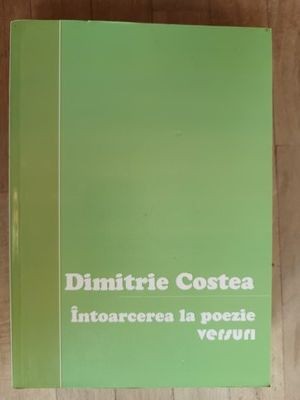 Dimitrie Costea
Întoarcerea la poezie
versuri